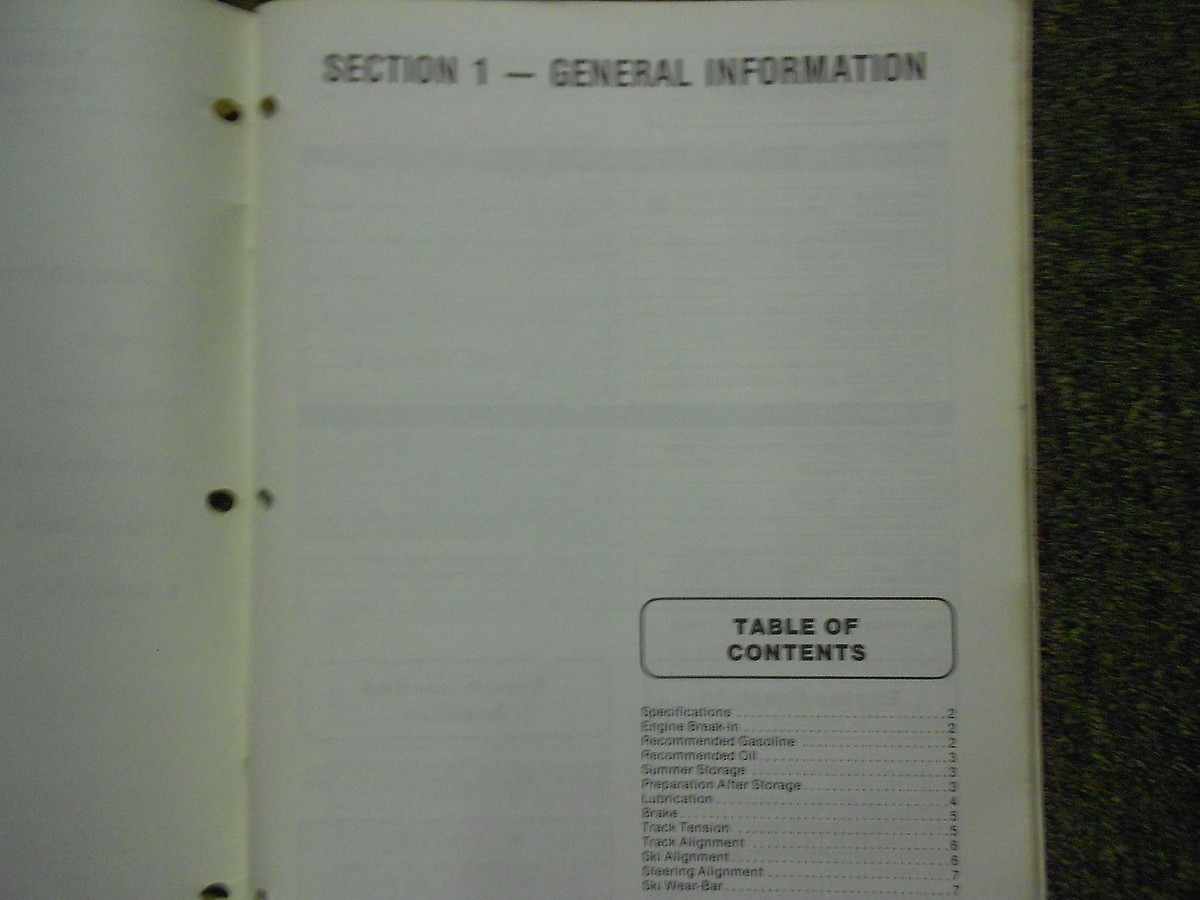 SECTION 1 — GENERAL INFORMATION
TABLE OF
CONTENTS
Specifications 2
Engine Break-In 2
Recommended Gasoline 2
Recommended Oil 3
Summer Storage 3
Preparation After Storage 3
Lubrication 4
Brake 5
Track Tension 5
Track Alignment 6
Ski Alignment 6
Steering Alignment 7
Ski Wear-Bar 7